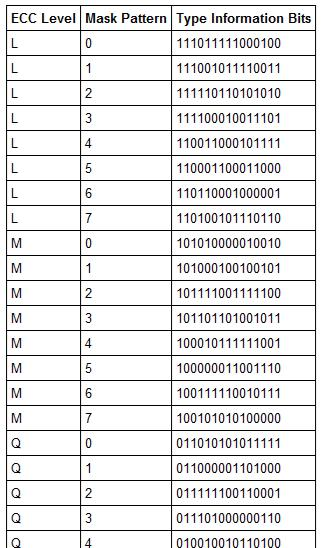 ECC Level Mask Pattern Type Information Bits
L 0 111011111000100
L 1 111001011110011
L 2 111110110101010
L 3 111100010011101
L 4 110011000101111
L 5 110001100011000
L 6 110110001000001
L 7 110100101110110
M 0 101010000010010
M 1 101000100100101
M 2 101111001111100
M 3 101101101001011
M 4 100010111111001
M 5 100000011001110
M 6 100111110010111
M 7 100101010100000
Q 0 011010101011111
Q 1 011000001101000
Q 2 011111100110001
Q 3 011101000000110
Q 4 010010010110100